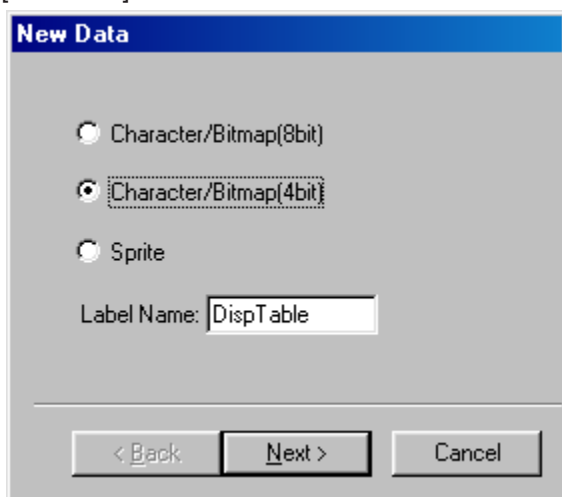 New Data
Character/Bitmap(8bit)
Character/Bitmap(4bit)
Sprite
Label Name: DispTable
< Back Next > Cancel